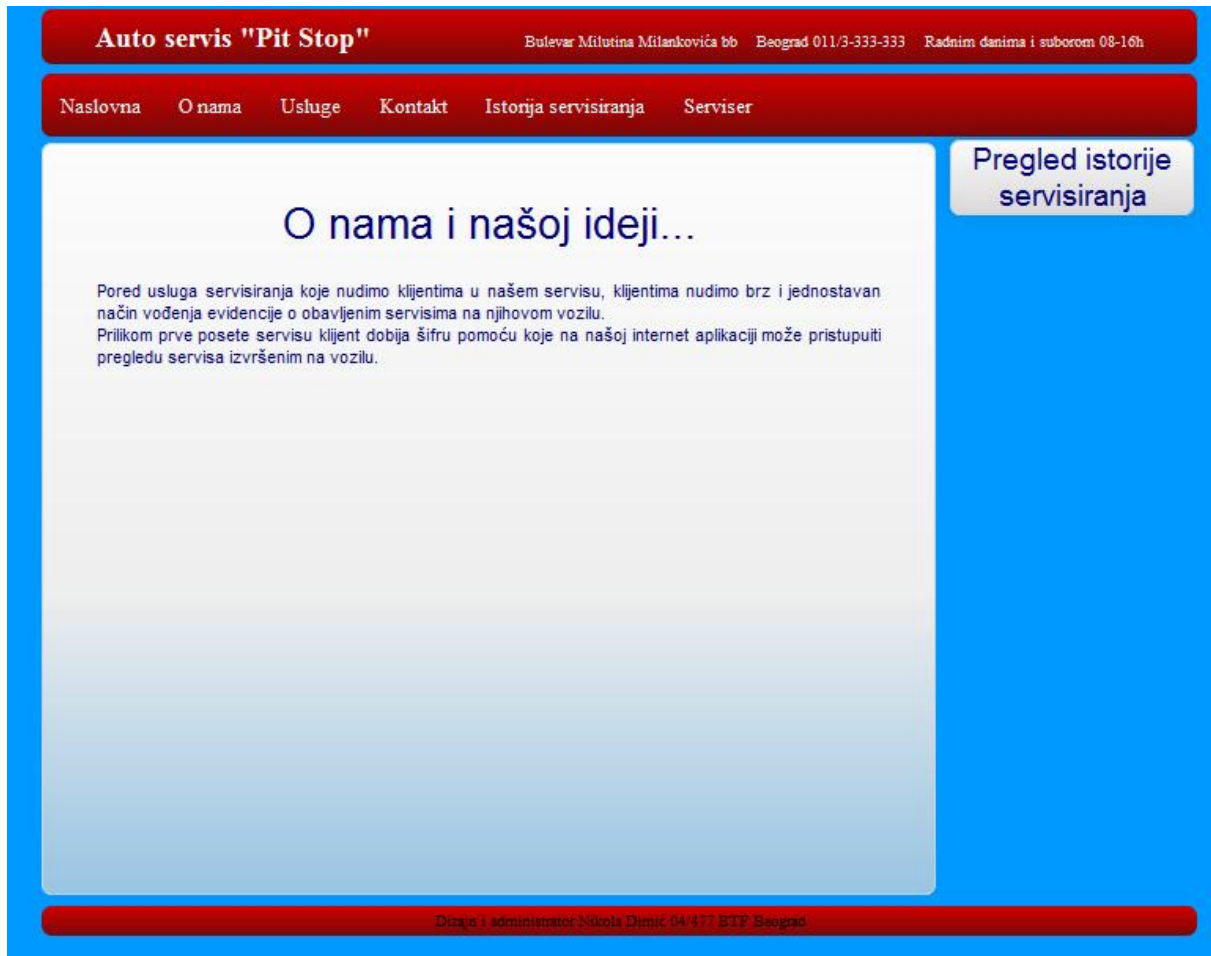 Auto servis "Pit Stop"
Bulevar Milutina Milankovića bb Beograd 011/3-333-333 Radnim danima i suborom 08-16h
Naslovna O nama Usluge Kontakt Istorija servisiranja Serviser
Pregled istorije
servisiranja
O nama i našoj ideji...
Pored usluga servisiranja koje nudimo klijentima u našem servisu, klijentima nudimo brz i jednostavan
način vođenja evidencije o obavljenim servisima na njihovom vozilu.
Prilikom prve posete servisu klijent dobija šifru pomoću koje na našoj internet aplikaciji može pristupuiti
pregledu servisa izvršenim na vozilu.
Dizajn i administrator Nikola Dimić 04/477 ETF Beograd